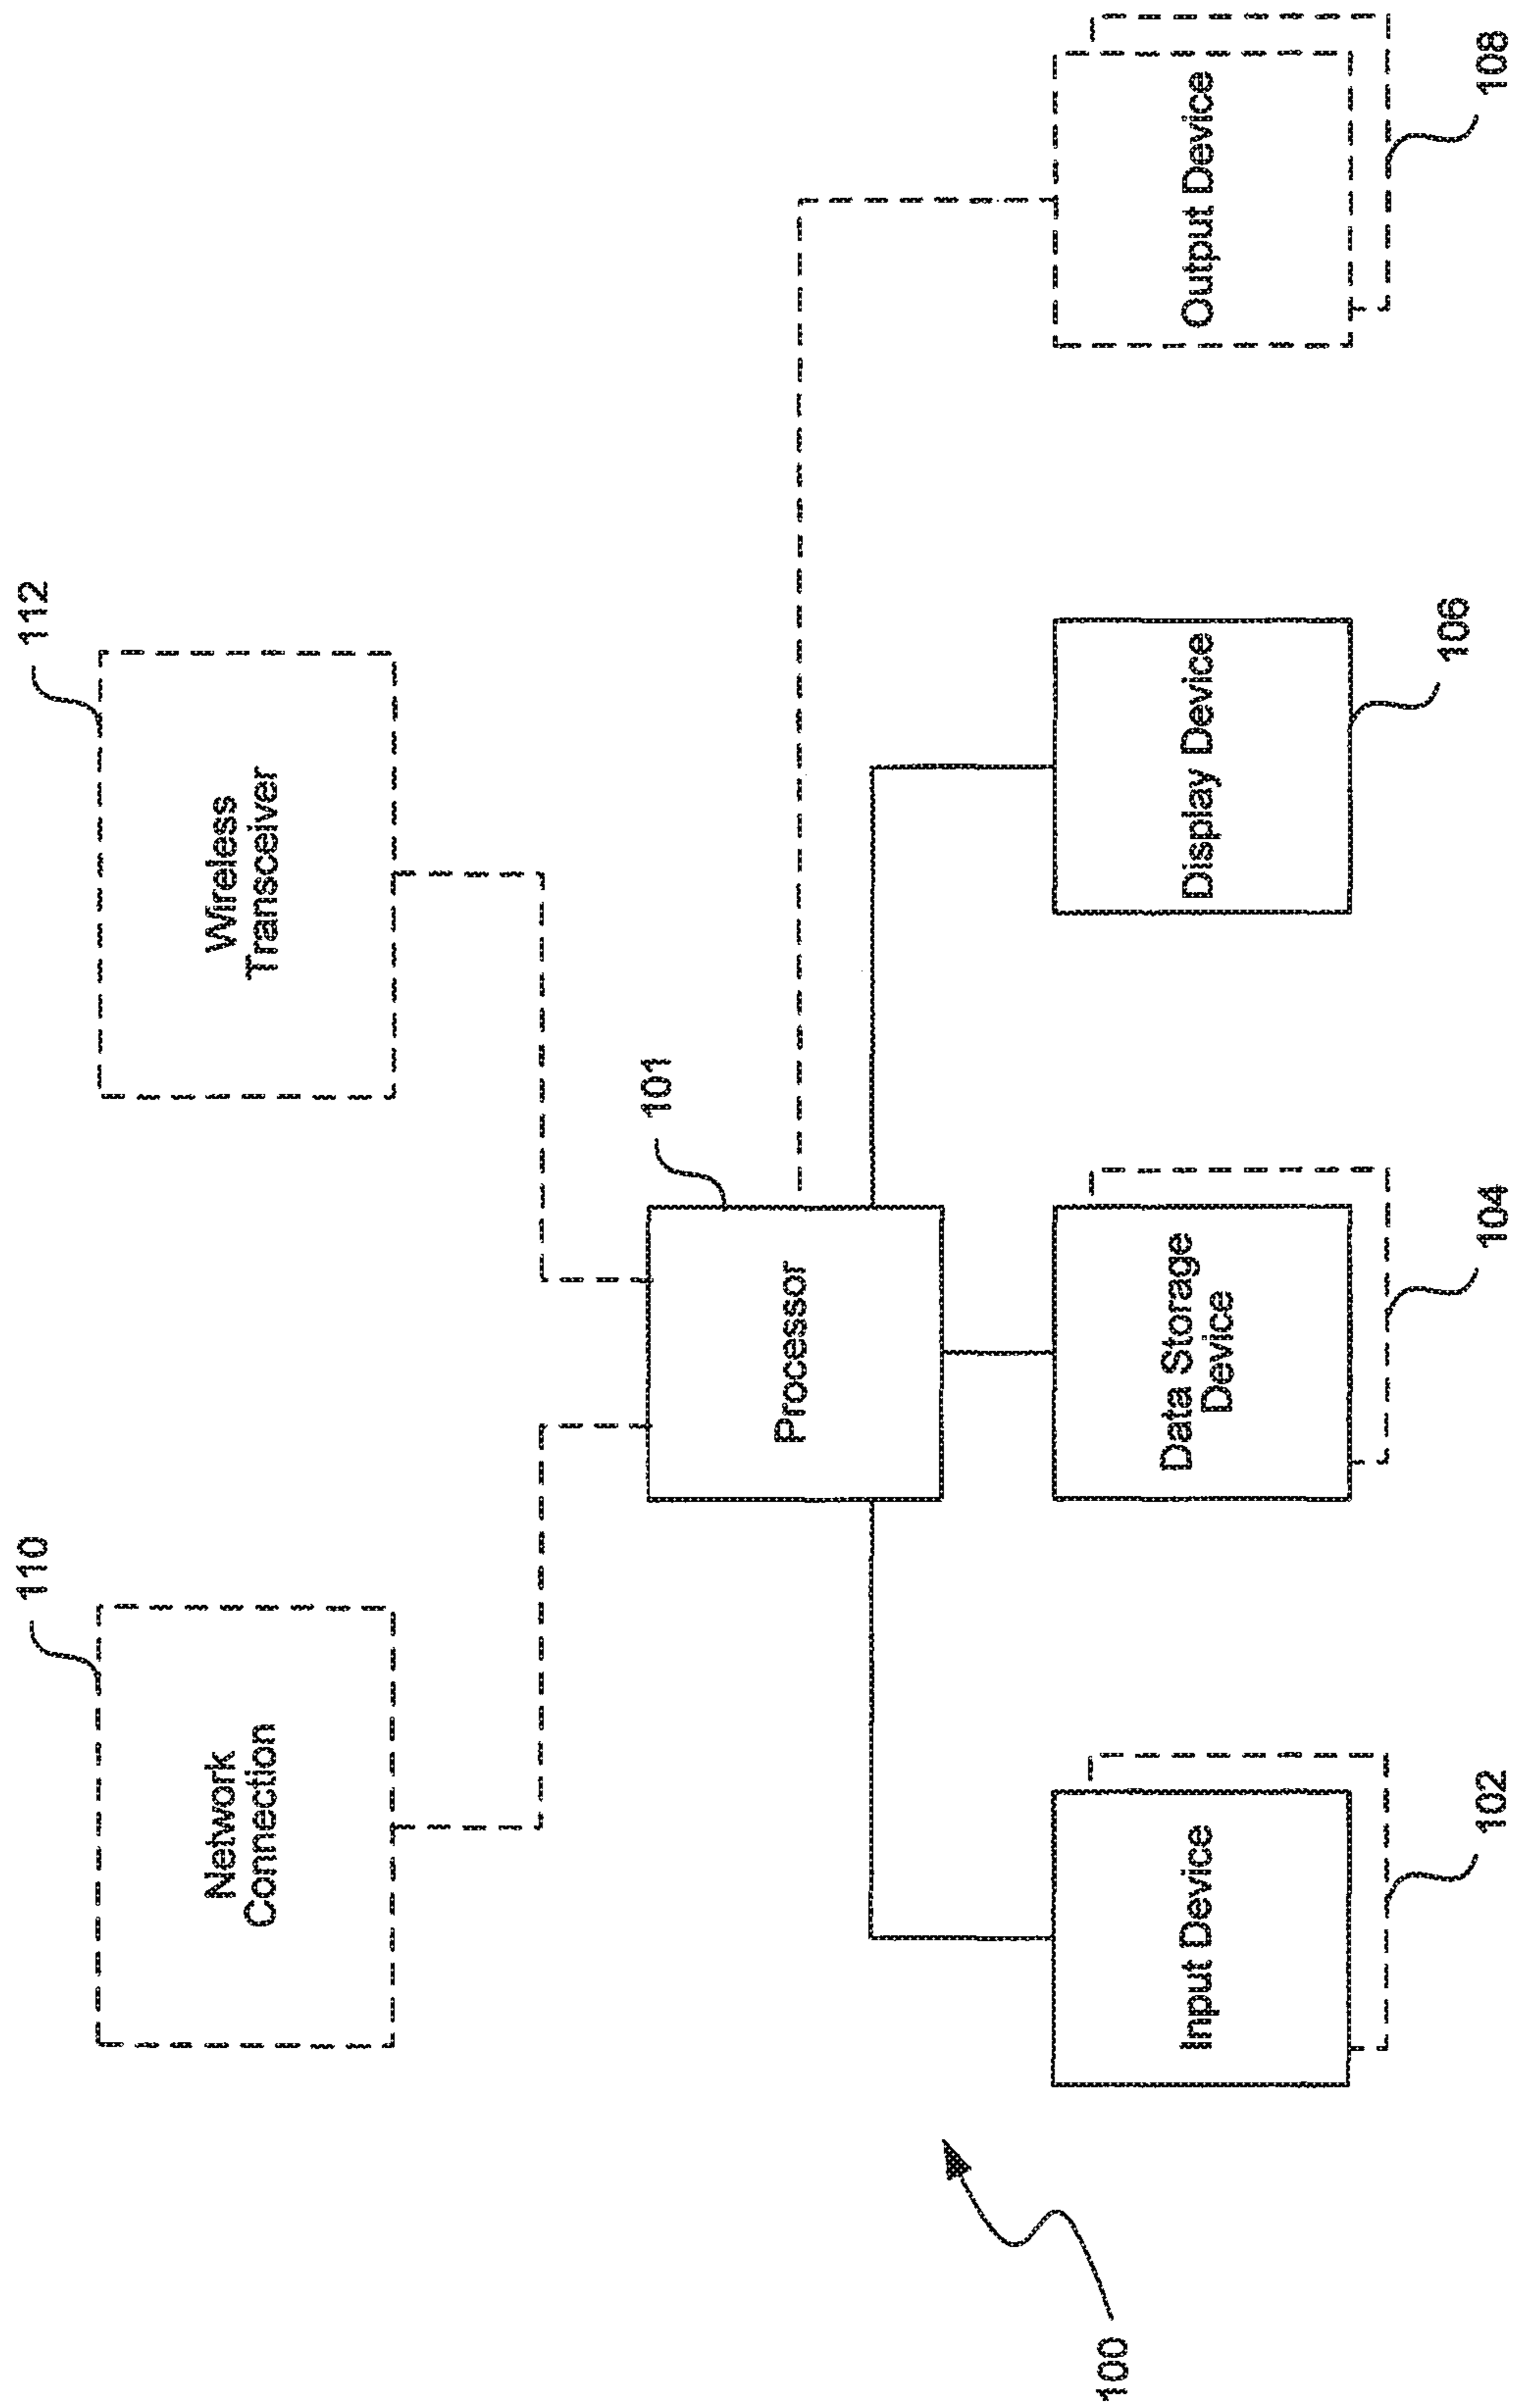 110
112
Network
Connection
Wireless
Transceiver
101
Processor
Input Device
Data Storage
Device
Display Device
Output Device
102
104
106
108
100